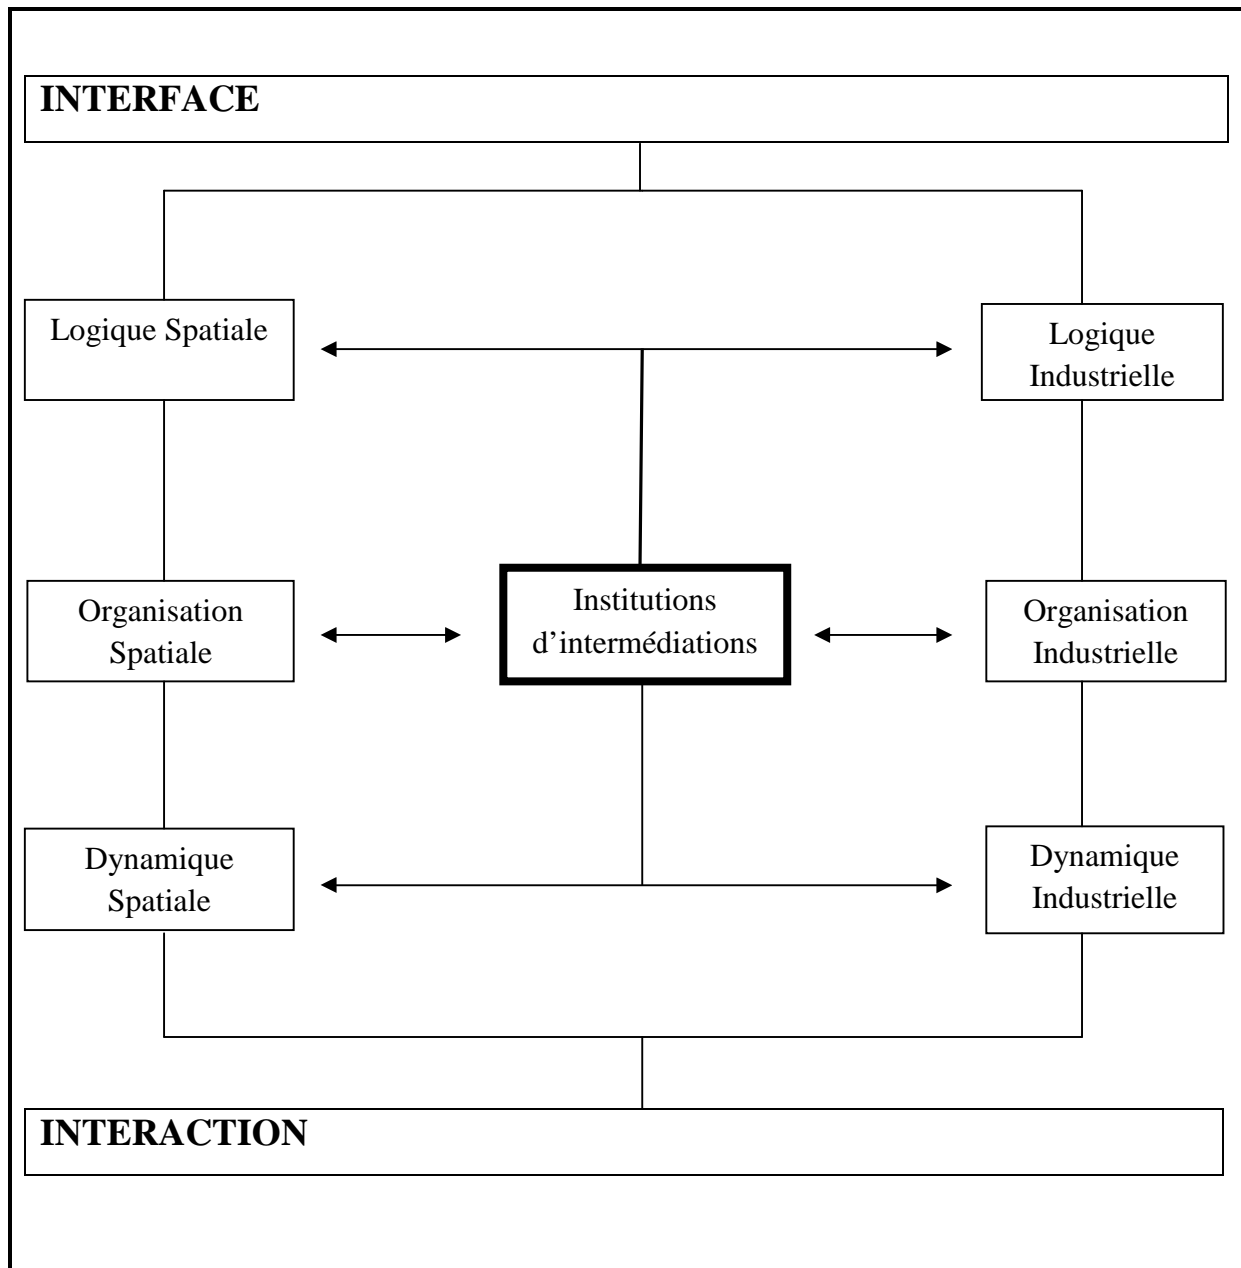 INTERFACE
Logique Spatiale
Logique
Industrielle
Organisation
Spatiale
Institutions
d’intermédiations
Organisation
Industrielle
Dynamique
Spatiale
Dynamique
Industrielle
INTERACTION